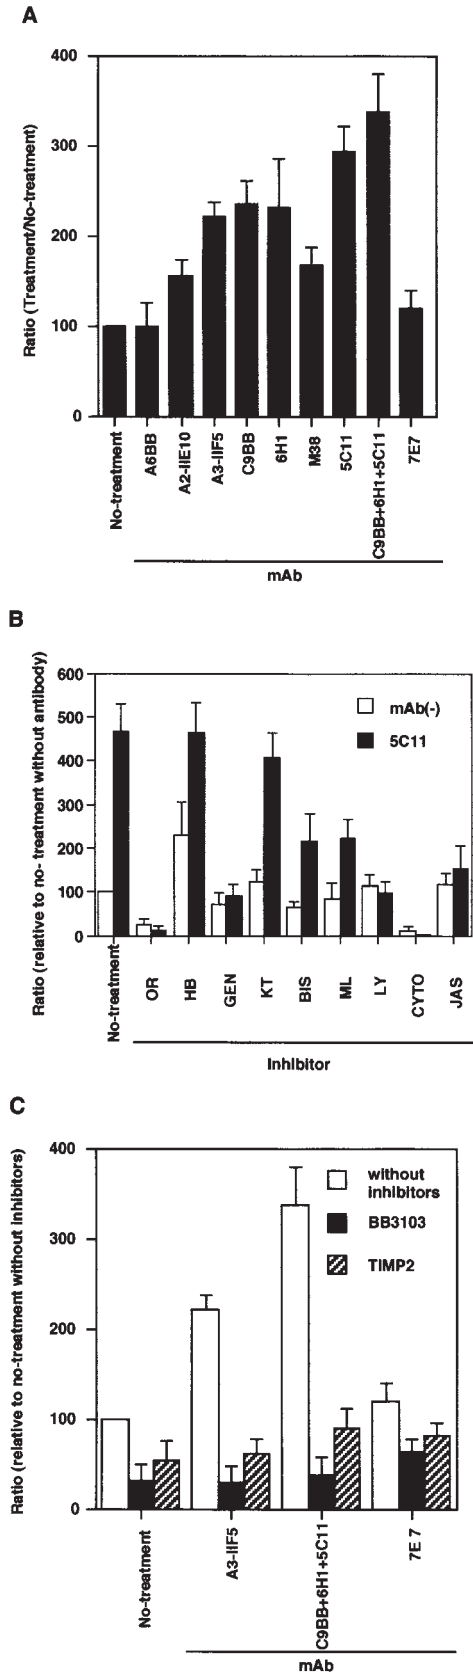 A
Ratio (Treatment/No-treatment)
400
300
200
100
0
No-treatment
A6BB
A2-IIE10
A3-IIF5
C9BB
6H1
M38
5C11
C9BB+6H1+5C11
7E7
mAb
B
Ratio (relative to no- treatment without antibody)
600
500
400
300
200
100
0
mAb(-)
5C11
No-treatment
OR
HB
GEN
KT
BIS
ML
LY
CYTO
JAS
Inhibitor
C
Ratio (relative to no-treatment without inhibitors)
400
300
200
100
0
without
inhibitors
BB3103
TIMP2
No-treatment
A3-IIF5
C9BB+6H1+5C11
7E 7
mAb